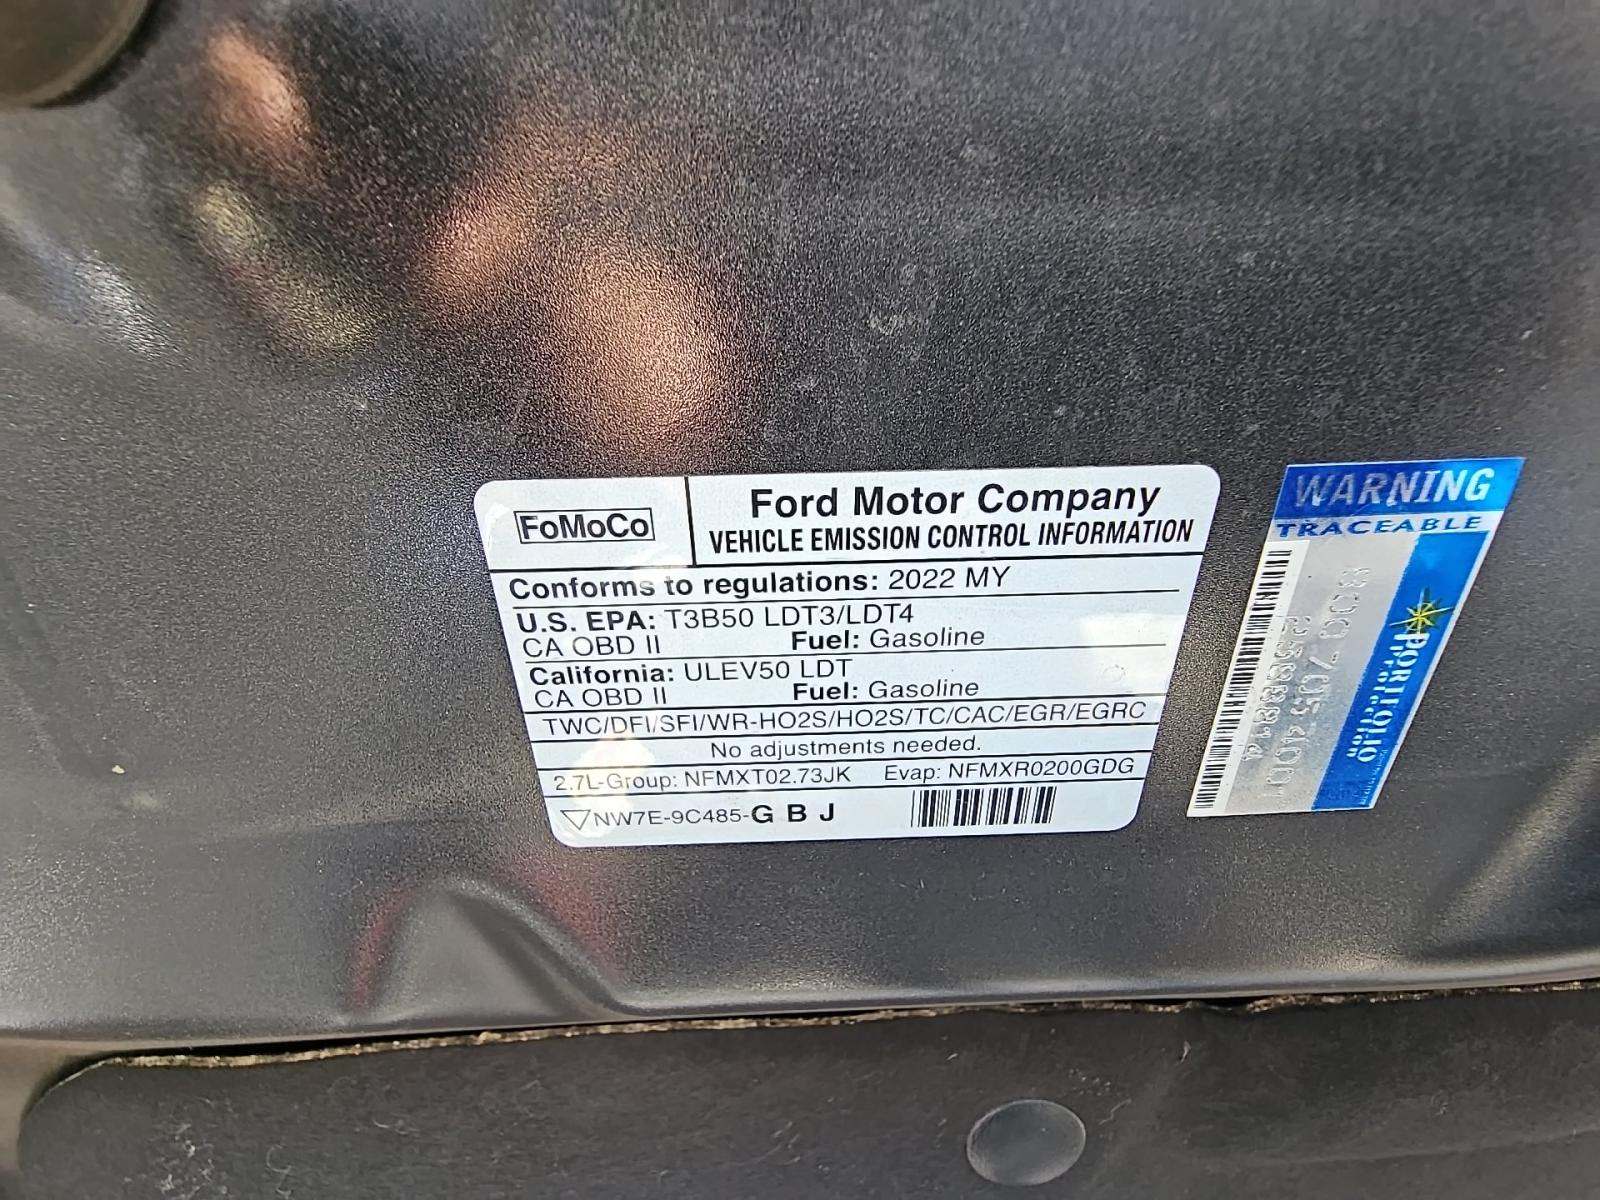 FoMoCo
Ford Motor Company
VEHICLE EMISSION CONTROL INFORMATION
Conforms to regulations: 2022 MY
U.S. EPA: T3B50 LDT3/LDT4
CA OBD II Fuel: Gasoline
California: ULEV50 LDT
CA OBD II Fuel: Gasoline
TWC/DFI/SFI/WR-HO2S/HO2S/TC/CAC/EGR/EGRC
No adjustments needed.
2.7L-Group: NFMXT02.73JK Evap: NFMXR0200GDG
NW7E-9C485-G B J
WARNING
TRACEABLE
PORTFOLIO
Protection